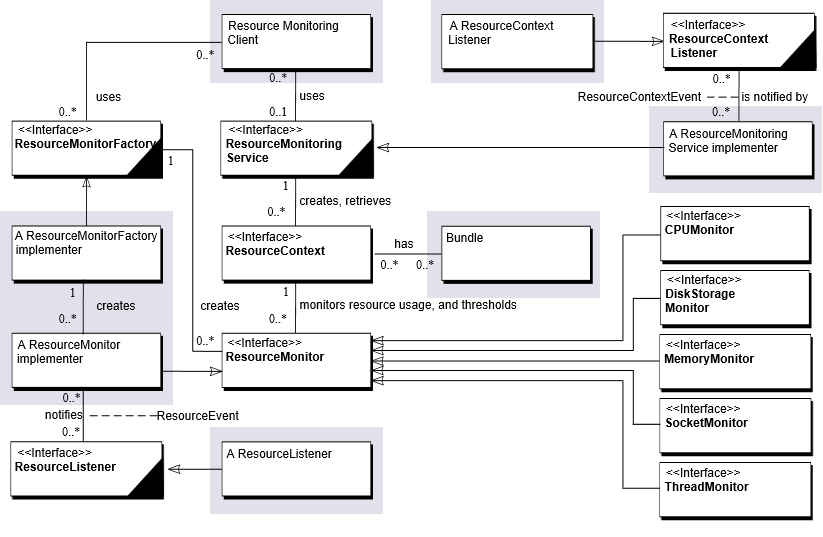 Resource Monitoring
Client
A ResourceContext
Listener
<<Interface>>
ResourceContext
Listener
0..*
0..*
0..*
uses
uses
ResourceContextEvent
is notified by
0..*
0..1
0..*
<<Interface>>
ResourceMonitorFactory
1
<<Interface>>
ResourceMonitoring
Service
A ResourceMonitoring
Service implementer
1
creates, retrieves
0..*
A ResourceMonitorFactory
implementer
<<Interface>>
ResourceContext
has
0..*
0..*
Bundle
<<Interface>>
CPUMonitor
1
creates
0..*
creates
1
monitors resource usage, and thresholds
0..*
<<Interface>>
DiskStorage
Monitor
A ResourceMonitor
implementer
0..*
<<Interface>>
ResourceMonitor
<<Interface>>
MemoryMonitor
0..*
notifies
ResourceEvent
0..*
<<Interface>>
SocketMonitor
<<Interface>>
ResourceListener
A ResourceListener
<<Interface>>
ThreadMonitor